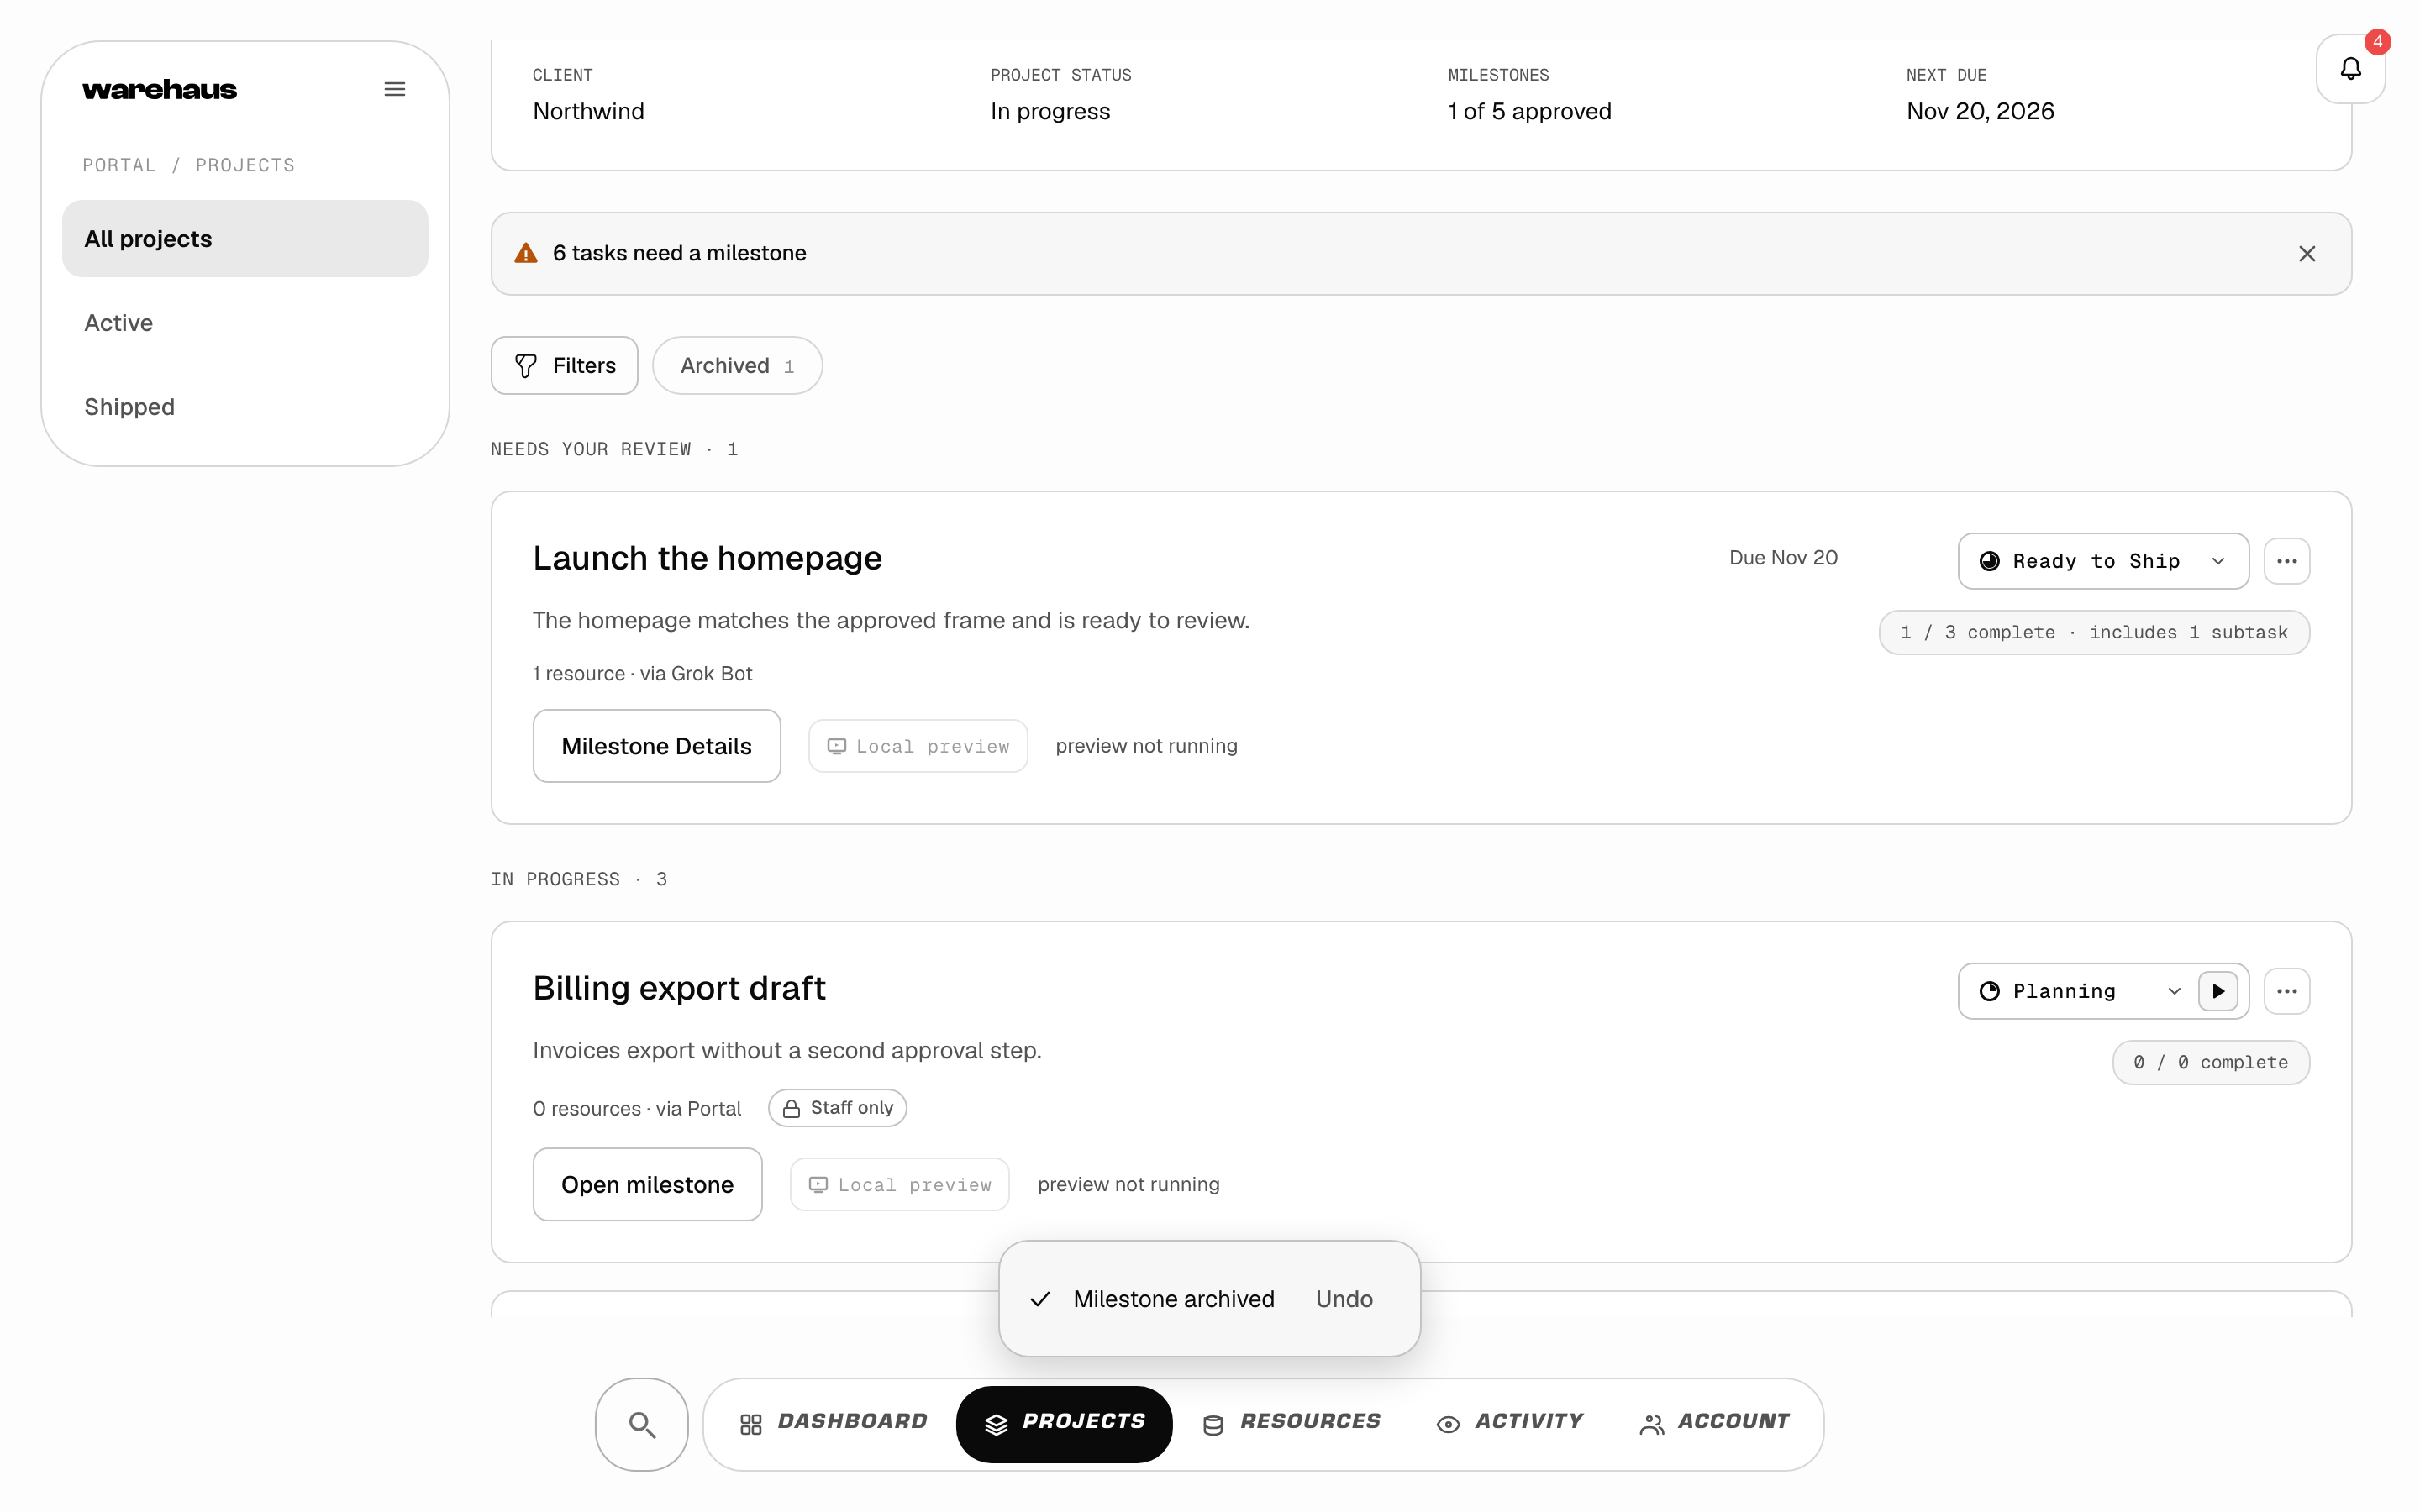 warehaus
PORTAL / PROJECTS
All projects
Active
Shipped
CLIENT
Northwind
PROJECT STATUS
In progress
MILESTONES
1 of 5 approved
NEXT DUE
Nov 20, 2026
4
6 tasks need a milestone
Filters
Archived 1
NEEDS YOUR REVIEW · 1
Launch the homepage
Due Nov 20
Ready to Ship
The homepage matches the approved frame and is ready to review.
1 / 3 complete · includes 1 subtask
1 resource · via Grok Bot
Milestone Details
Local preview
preview not running
IN PROGRESS · 3
Billing export draft
Planning
Invoices export without a second approval step.
0 / 0 complete
0 resources · via Portal
Staff only
Open milestone
Local preview
preview not running
Milestone archived
Undo
DASHBOARD
PROJECTS
RESOURCES
ACTIVITY
ACCOUNT